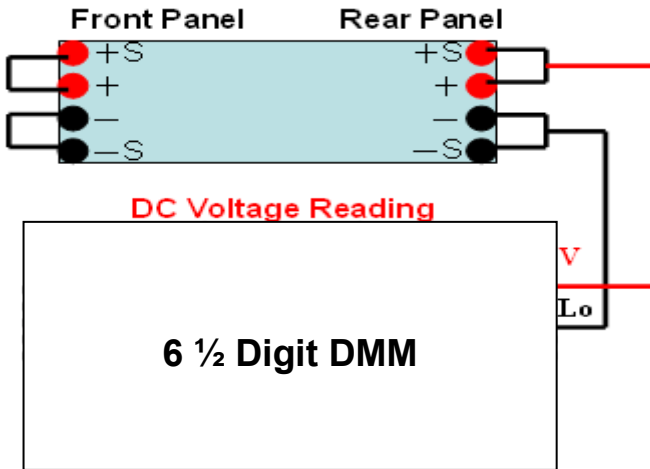 Front Panel Rear Panel
+S +S
+ +
− −
−S −S
DC Voltage Reading
V
Lo
6 ½ Digit DMM